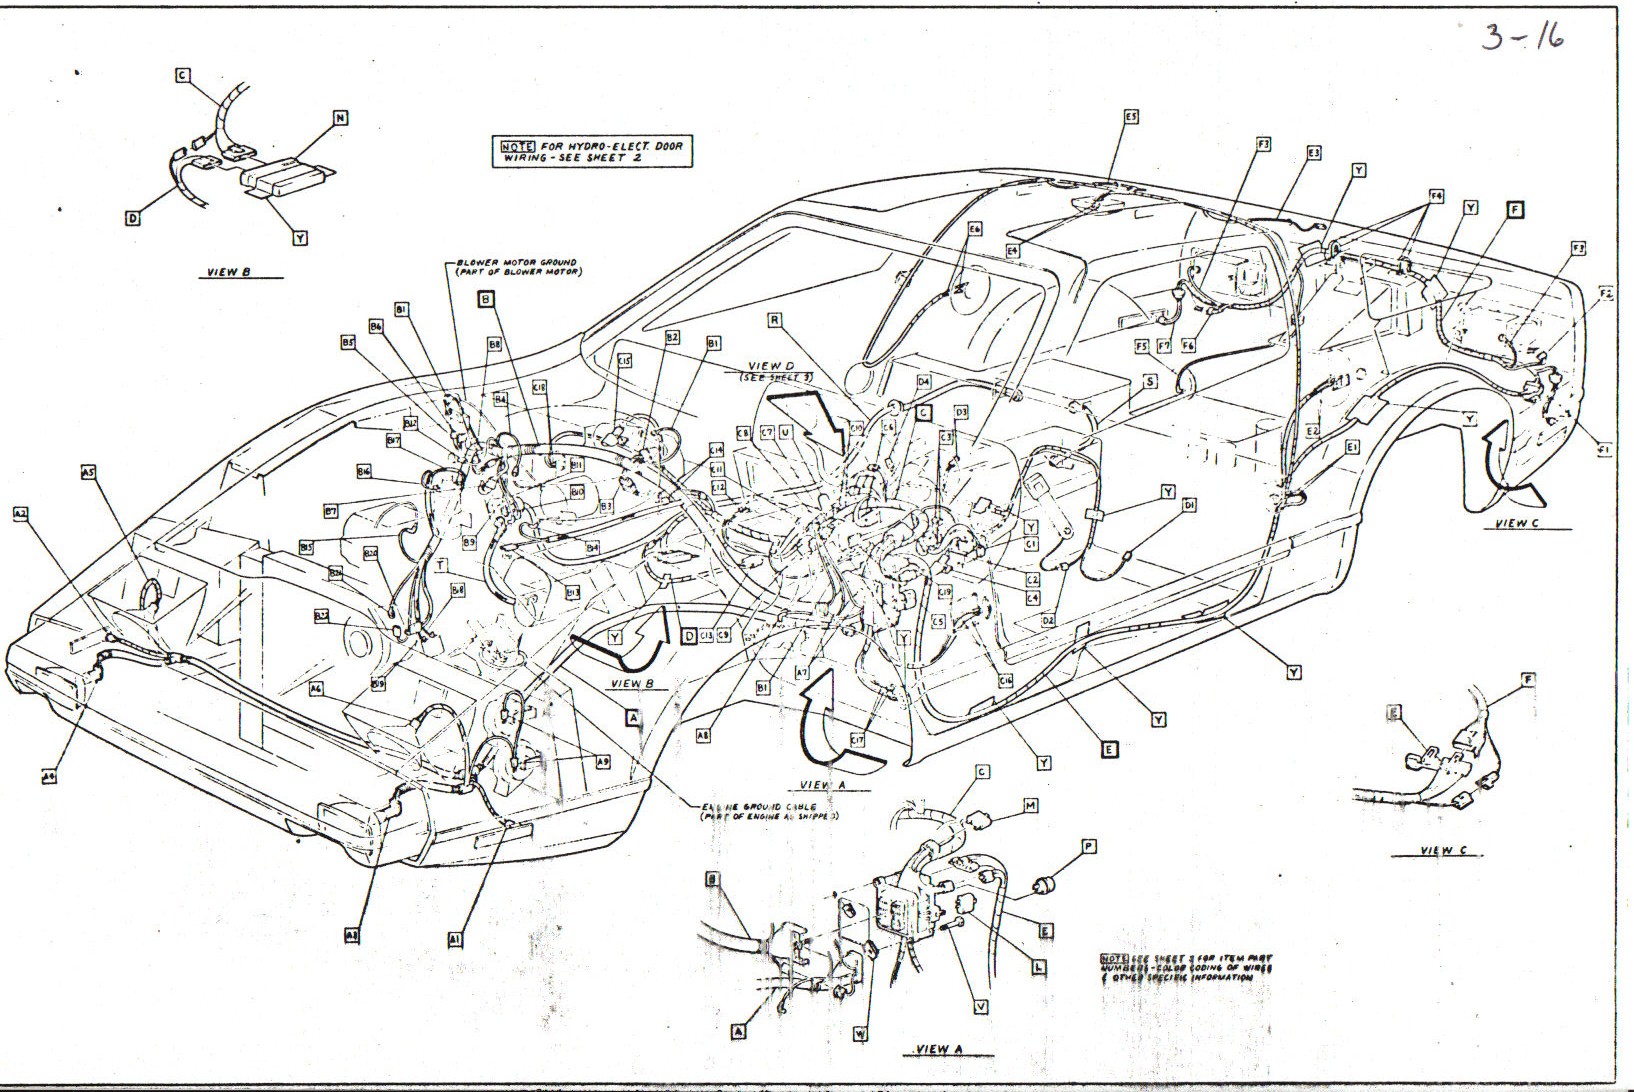 3-16
C
N
D
Y
VIEW B
NOTE FOR HYDRO-ELECT. DOOR
WIRING - SEE SHEET 2
BLOWER MOTOR GROUND
(PART OF BLOWER MOTOR)
E5
F3
E3
Y
F4
Y
F
F3
F2
E6
E4
B
B1
B6
B5
B8
B2
B1
C15
R
VIEW D
(SEE SHEET 3)
F5
F7
F6
S
B4
C18
D4
C
D3
B12
B17
B16
B7
B15
B20
B22
B19
B18
T
B9
B11
B10
B3
B14
B13
C14
C11
C12
C8
C7
U
C10
C6
C3
Y
D1
E2
E1
Y
F1
VIEW C
A5
A2
A6
A4
A9
A3
A1
Y
VIEW B
D
C13
C9
A
A8
B1
A7
C17
VIEW A
Y
C1
C2
C4
C19
C5
D2
C16
Y
Y
E
Y
Y
ENGINE GROUND CABLE
(PART OF ENGINE AS SHIPPED)
C
M
P
B
E
L
V
W
A
VIEW A
E
F
VIEW C
NOTE SEE SHEET 3 FOR ITEM PART
NUMBERS - COLOR CODING OF WIRES
& OTHER SPECIFIC INFORMATION